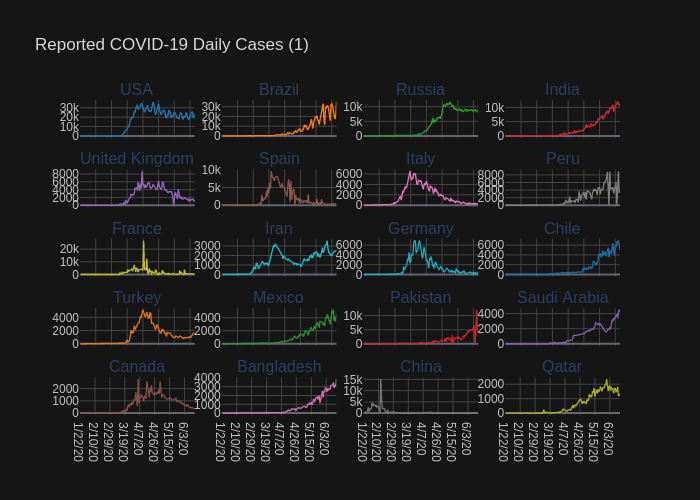 Reported COVID-19 Daily Cases (1)
USA Brazil Russia India
30k 20k 10k 0 30k 20k 10k 0 10k 5k 0 10k 5k 0
United Kingdom Spain Italy Peru
8000 6000 4000 2000 0 10k 5k 0 6000 4000 2000 0 8000 6000 4000 2000 0
France Iran Germany Chile
20k 10k 0 3000 2000 1000 0 6000 4000 2000 0 6000 4000 2000 0
Turkey Mexico Pakistan Saudi Arabia
4000 2000 0 4000 2000 0 10k 5k 0 4000 2000 0
Canada Bangladesh China Qatar
2000 1000 0 4000 3000 2000 1000 0 15k 10k 5k 0 2000 1000 0
1/22/20 2/10/20 2/29/20 3/19/20 4/7/20 4/26/20 5/15/20 6/3/20 1/22/20 2/10/20 2/29/20 3/19/20 4/7/20 4/26/20 5/15/20 6/3/20 1/22/20 2/10/20 2/29/20 3/19/20 4/7/20 4/26/20 5/15/20 6/3/20 1/22/20 2/10/20 2/29/20 3/19/20 4/7/20 4/26/20 5/15/20 6/3/20